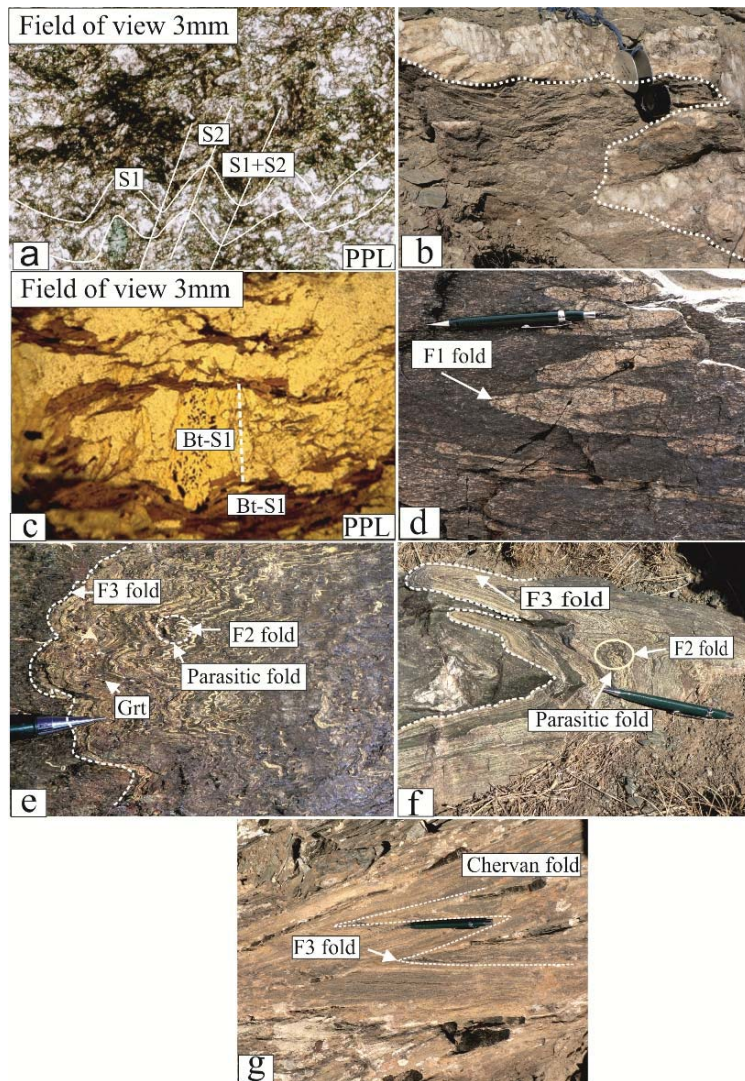 Field of view 3mm
S2
S1
S1+S2
a
PPL
b
Field of view 3mm
Bt-S1
Bt-S1
c
PPL
F1 fold
d
F3 fold
F2 fold
Parasitic fold
Grt
e
F3 fold
F2 fold
Parasitic fold
f
Chervan fold
F3 fold
g